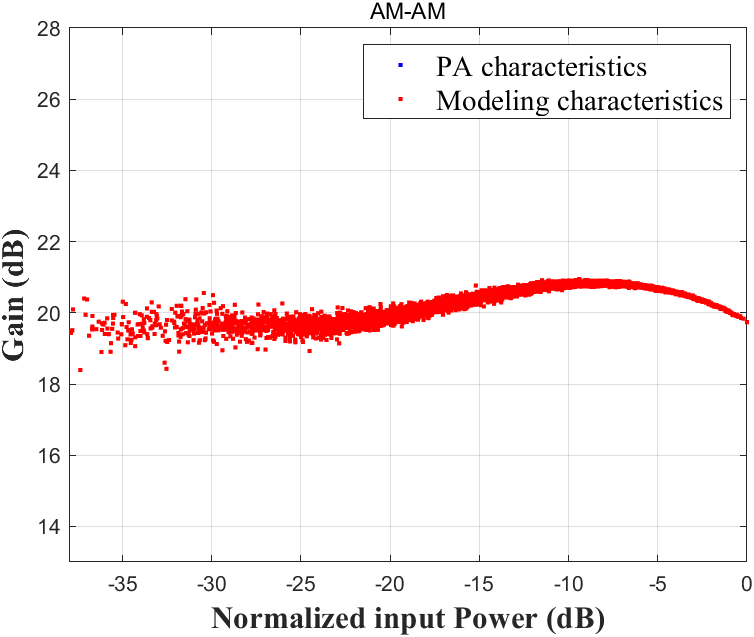 AM-AM
28
26
24
22
20
18
16
14
Gain (dB)
PA characteristics
Modeling characteristics
-35 -30 -25 -20 -15 -10 -5 0
Normalized input Power (dB)